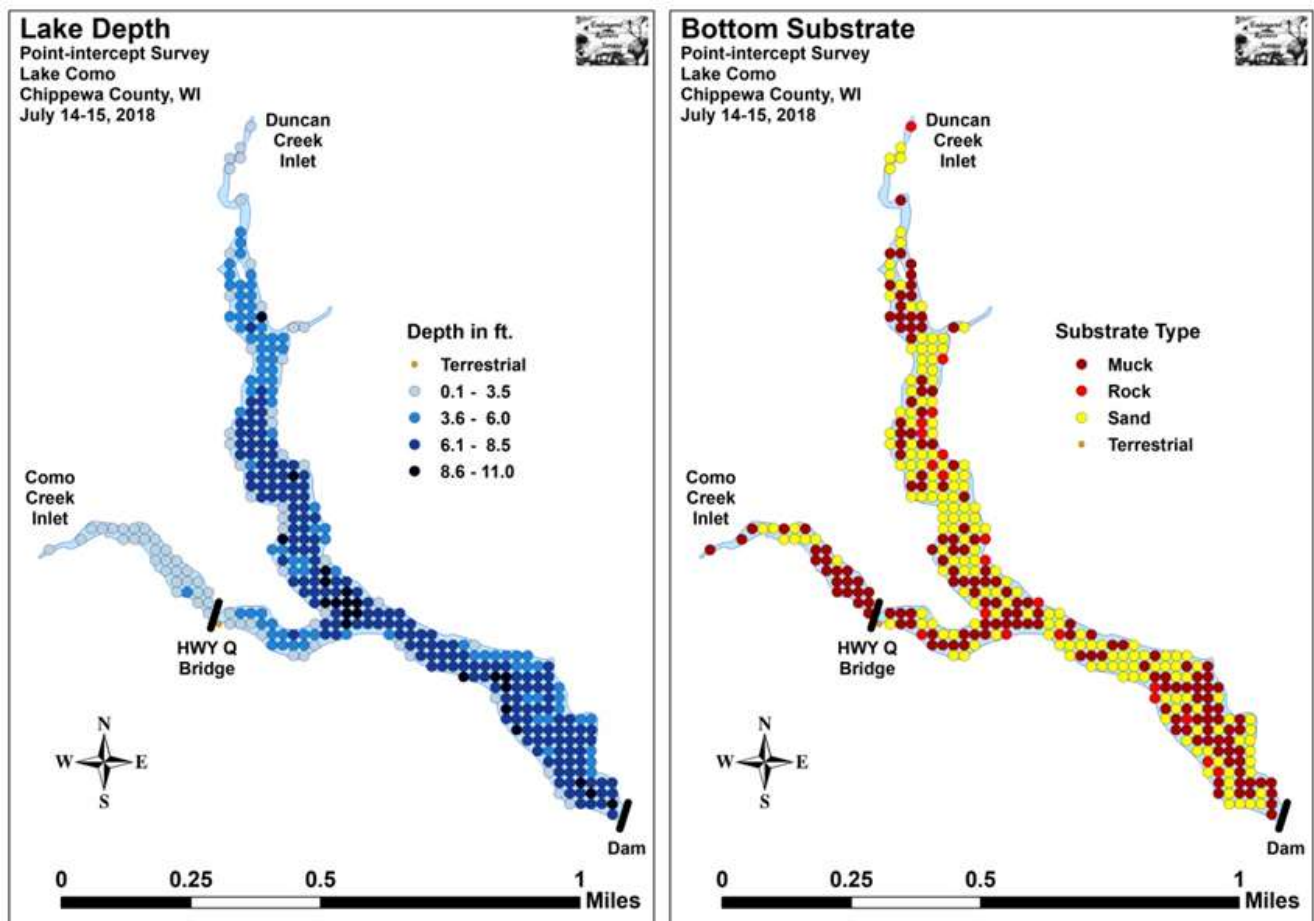 Lake Depth
Point-intercept Survey
Lake Como
Chippewa County, WI
July 14-15, 2018
Duncan
Creek
Inlet
Depth in ft.
Terrestrial
0.1 - 3.5
3.6 - 6.0
6.1 - 8.5
8.6 - 11.0
Como
Creek
Inlet
HWY Q
Bridge
N
W E
S
Dam
0 0.25 0.5 1
Miles
Bottom Substrate
Point-intercept Survey
Lake Como
Chippewa County, WI
July 14-15, 2018
Duncan
Creek
Inlet
Substrate Type
Muck
Rock
Sand
Terrestrial
Como
Creek
Inlet
HWY Q
Bridge
N
W E
S
Dam
0 0.25 0.5 1
Miles